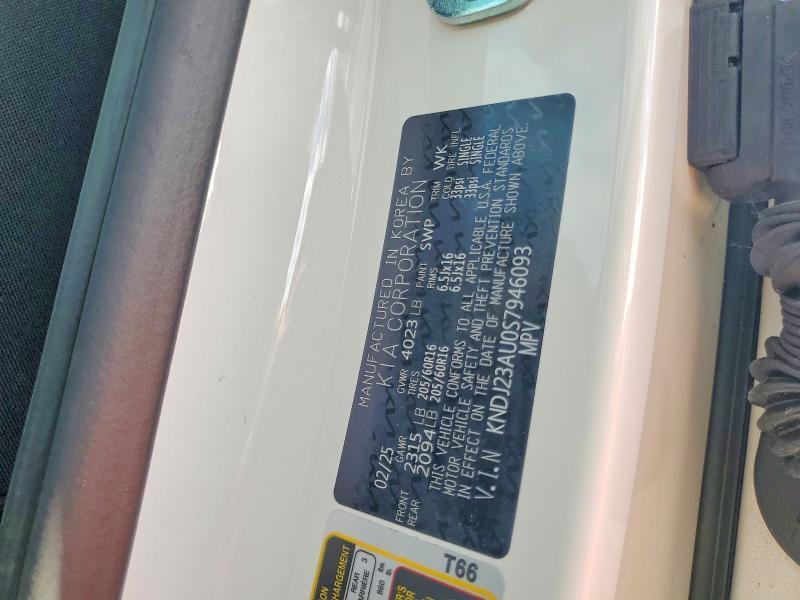 MANUFACTURED IN KOREA BY
KIA CORPORATION
02/25 GVWR 4023 LB PAINT SWP TRIM WK
GAWR TIRES RIMS COLD TIRE INFL
FRONT 2315 LB 205/60R16 6.5Jx16 33psi SINGLE
REAR 2094 LB 205/60R16 6.5Jx16 33psi SINGLE
THIS VEHICLE CONFORMS TO ALL APPLICABLE U.S.A. FEDERAL
MOTOR VEHICLE SAFETY AND THEFT PREVENTION STANDARDS
IN EFFECT ON THE DATE OF MANUFACTURE SHOWN ABOVE.
V.I.N KNDJ23AU0S7946093
MPV
T66
REAR
ARRIÈRE 3